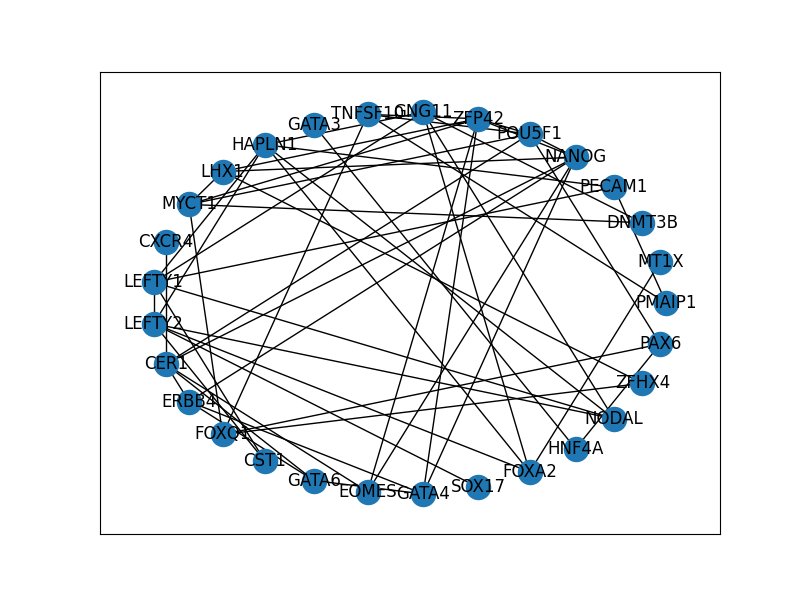 TNFSF10
GNG11
ZFP42
GATA3
POU5F1
HAPLN1
NANOG
LHX1
PECAM1
MYCT1
DNMT3B
CXCR4
MT1X
LEFTY1
PMAIP1
LEFTY2
PAX6
CER1
ZFHX4
ERBB4
NODAL
FOXQ1
HNF4A
CST1
FOXA2
GATA6
SOX17
EOMES
GATA4